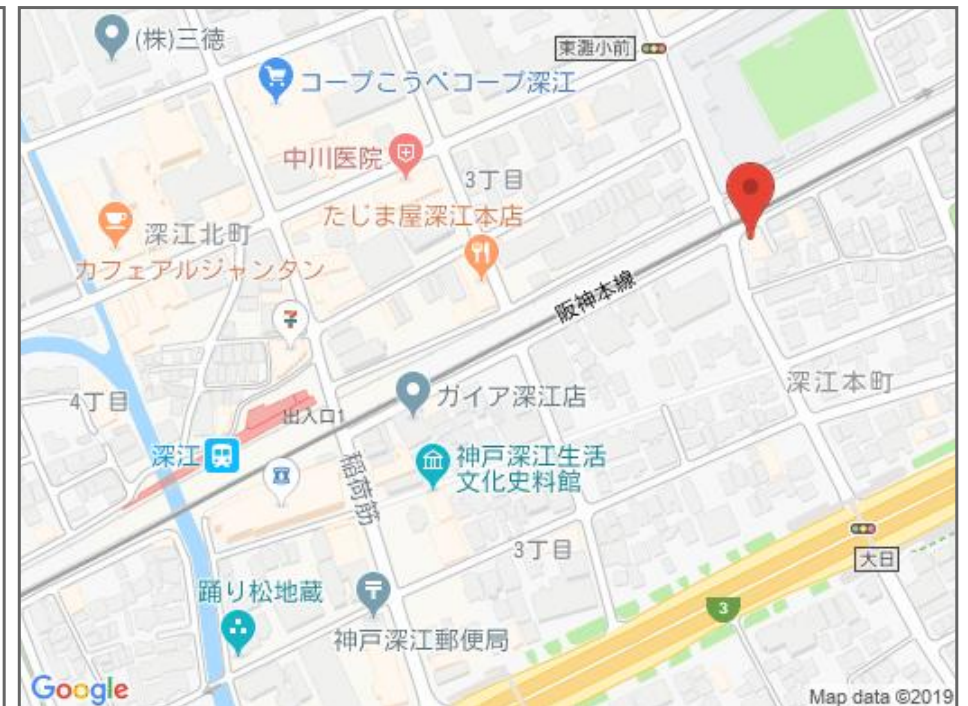 (株)三徳
東灘小前
コープこうべコープ深江
中川医院
3丁目
たじま屋深江本店
深江北町
カフェアルジャンタン
阪神本線
4丁目
出入口1
ガイア深江店
深江本町
深江
稲荷筋
神戸深江生活
文化史料館
3丁目
大日
踊り松地蔵
3
神戸深江郵便局
Google
Map data ©2019